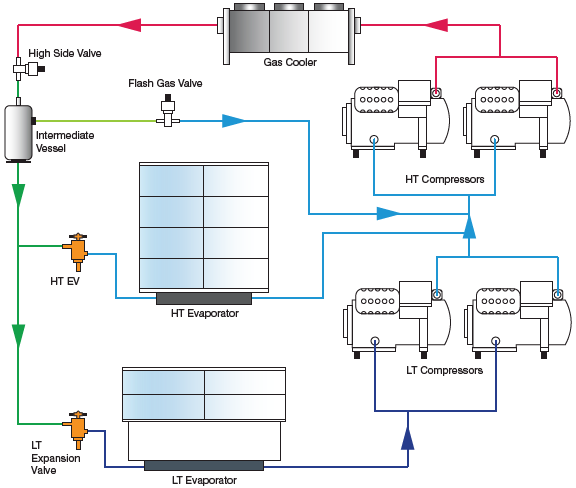 High Side Valve
Gas Cooler
Flash Gas Valve
Intermediate
Vessel
HT Compressors
HT EV
HT Evaporator
LT Compressors
LT
Expansion
Valve
LT Evaporator